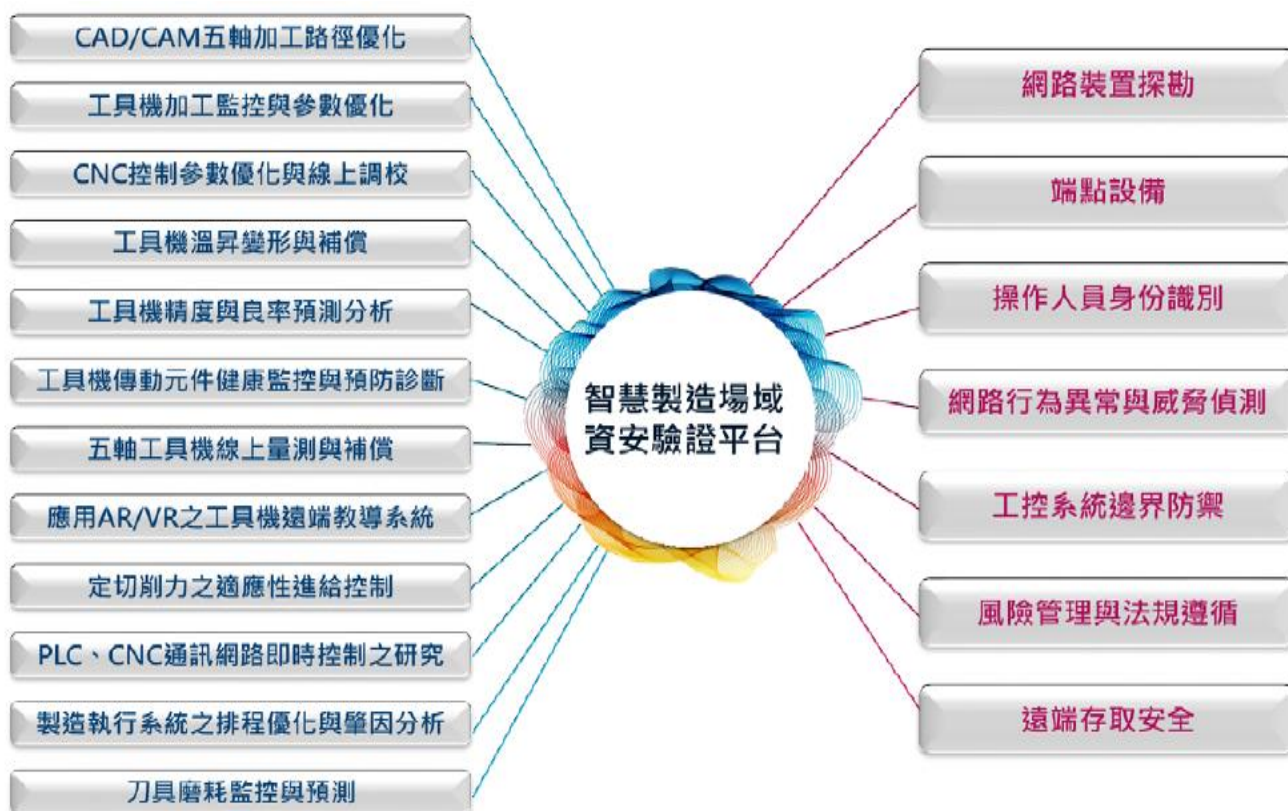 CAD/CAM五軸加工路徑優化
工具機加工監控與參數優化
CNC控制參數優化與線上調校
工具機溫昇變形與補償
工具機精度與良率預測分析
工具機傳動元件健康監控與預防診斷
五軸工具機線上量測與補償
應用AR/VR之工具機遠端教導系統
定切削力之適應性進給控制
PLC、CNC通訊網路即時控制之研究
製造執行系統之排程優化與肇因分析
刀具磨耗監控與預測
智慧製造場域
資安驗證平台
網路裝置探勘
端點設備
操作人員身份識別
網路行為異常與威脅偵測
工控系統邊界防禦
風險管理與法規遵循
遠端存取安全